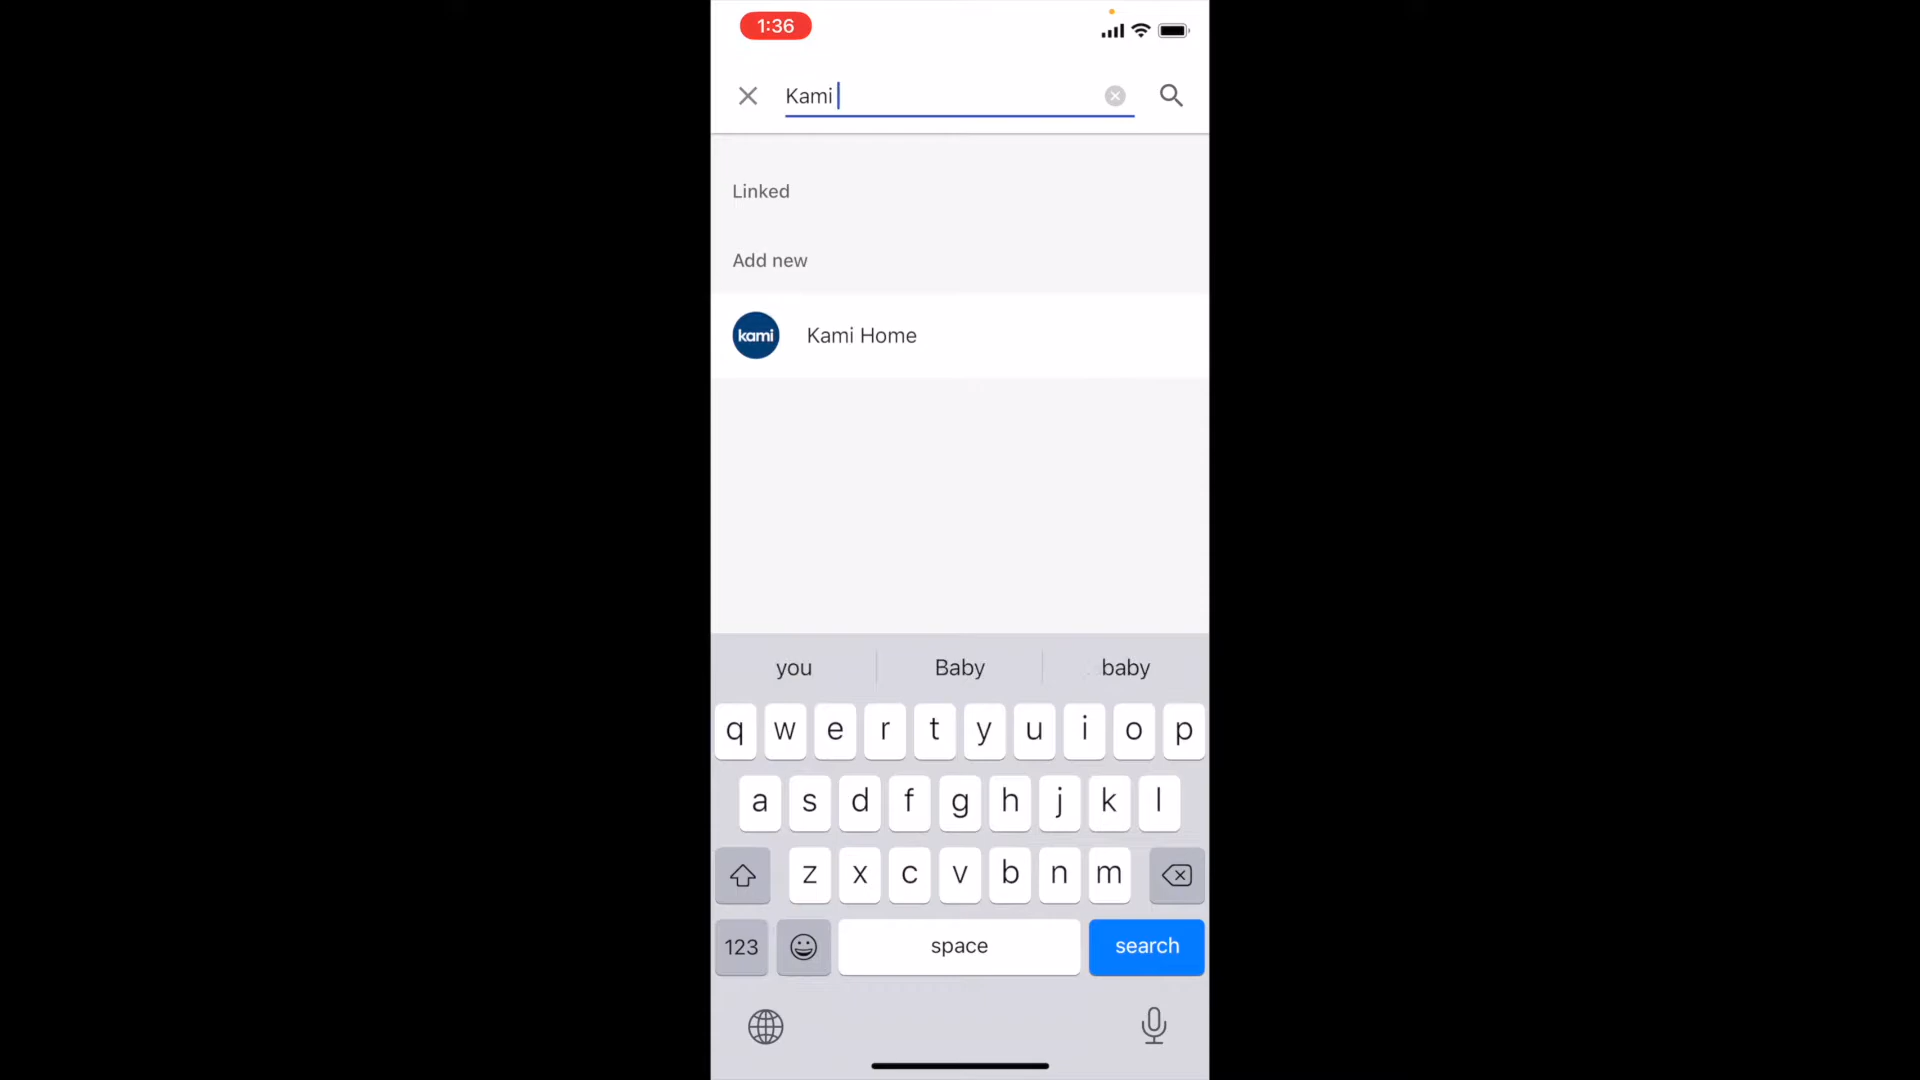 1:36
Kami
Linked
Add new
kami Kami Home
you Baby baby
q w e r t y u i o p
a s d f g h j k l
z x c v b n m
123 space search